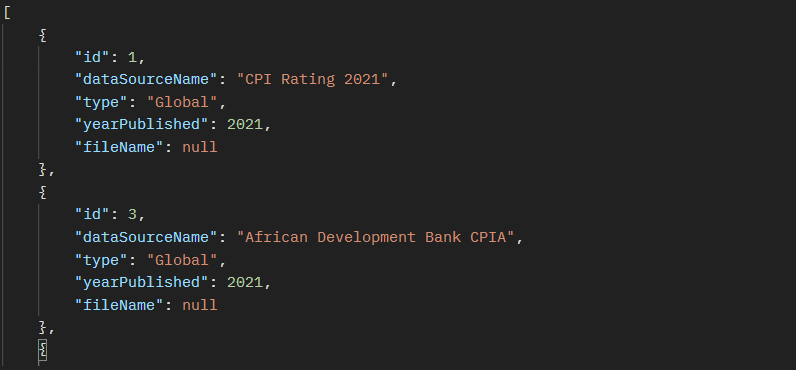 [
{
"id": 1,
"dataSourceName": "CPI Rating 2021",
"type": "Global",
"yearPublished": 2021,
"fileName": null
},
{
"id": 3,
"dataSourceName": "African Development Bank CPIA",
"type": "Global",
"yearPublished": 2021,
"fileName": null
},
{